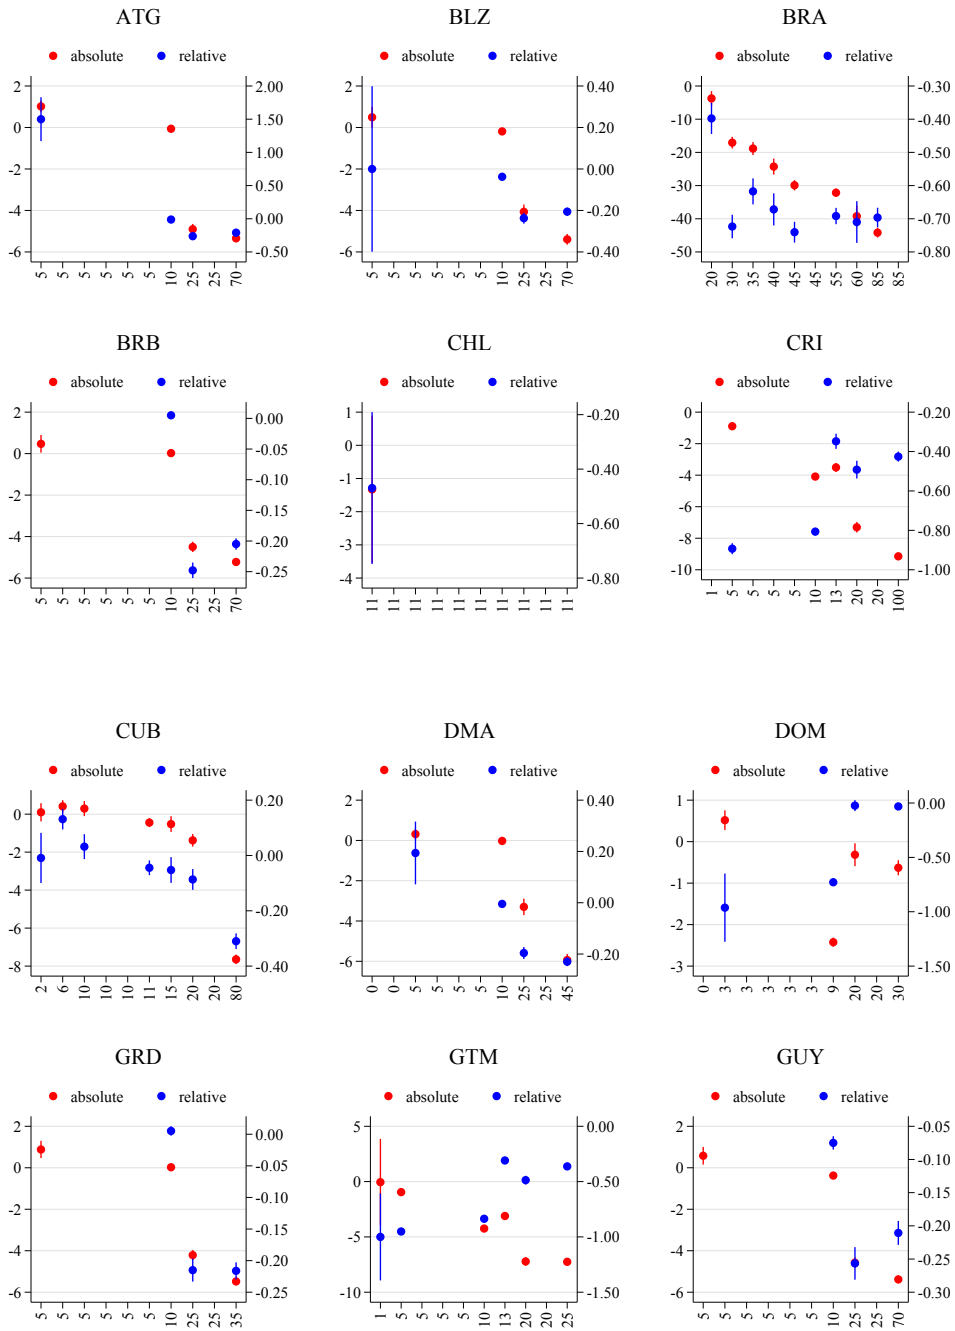 ATG
absolute relative
2 0 -2 -4 -6
2.00 1.50 1.00 0.50 -0.00 -0.50
5 5 5 5 5 5 10 25 25 70
BLZ
absolute relative
2 0 -2 -4 -6
0.40 0.20 0.00 -0.20 -0.40
5 5 5 5 5 5 10 25 25 70
BRA
absolute relative
0 -10 -20 -30 -40 -50
-0.30 -0.40 -0.50 -0.60 -0.70 -0.80
20 30 35 40 45 45 55 60 85 85
BRB
absolute relative
2 0 -2 -4 -6
0.00 -0.05 -0.10 -0.15 -0.20 -0.25
5 5 5 5 5 5 10 25 25 70
CHL
absolute relative
1 0 -1 -2 -3 -4
-0.20 -0.40 -0.60 -0.80
11 11 11 11 11 11 11 11 11 11
CRI
absolute relative
0 -2 -4 -6 -8 -10
-0.20 -0.40 -0.60 -0.80 -1.00
1 5 5 5 5 10 13 20 20 100
CUB
absolute relative
0 -2 -4 -6 -8
0.20 0.00 -0.20 -0.40
2 6 10 10 10 11 15 20 20 80
DMA
absolute relative
2 0 -2 -4 -6
0.40 0.20 0.00 -0.20
0 0 5 5 5 5 10 25 25 45
DOM
absolute relative
1 0 -1 -2 -3
-0.00 -0.50 -1.00 -1.50
0 3 3 3 3 3 9 20 20 30
GRD
absolute relative
2 0 -2 -4 -6
0.00 -0.05 -0.10 -0.15 -0.20 -0.25
5 5 5 5 5 5 10 25 25 35
GTM
absolute relative
5 0 -5 -10
0.00 -0.50 -1.00 -1.50
1 5 5 5 5 10 13 20 20 25
GUY
absolute relative
2 0 -2 -4 -6
-0.05 -0.10 -0.15 -0.20 -0.25 -0.30
5 5 5 5 5 5 10 25 25 70